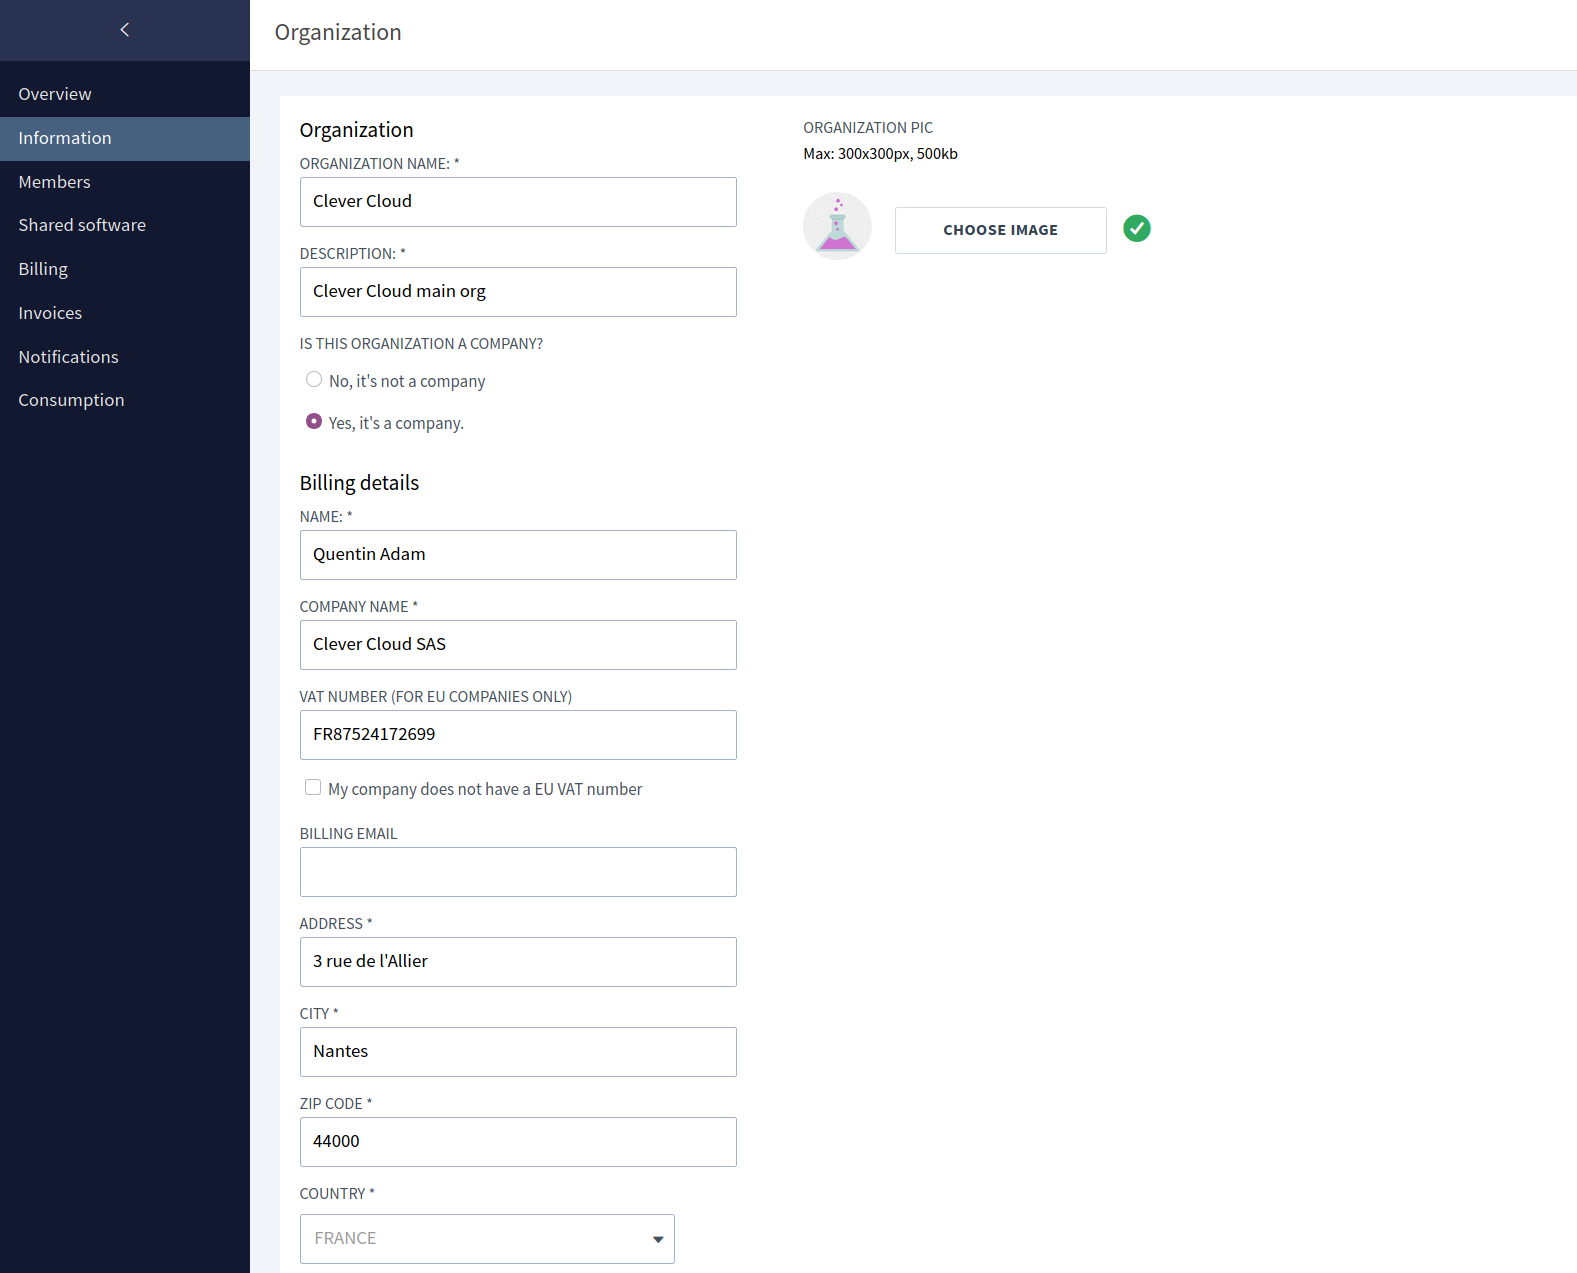 Organization
Overview
Information
Members
Shared software
Billing
Invoices
Notifications
Consumption
Organization
ORGANIZATION NAME: *
Clever Cloud
DESCRIPTION: *
Clever Cloud main org
IS THIS ORGANIZATION A COMPANY?
No, it's not a company
Yes, it's a company.
Billing details
NAME: *
Quentin Adam
COMPANY NAME *
Clever Cloud SAS
VAT NUMBER (FOR EU COMPANIES ONLY)
FR87524172699
My company does not have a EU VAT number
BILLING EMAIL
ADDRESS *
3 rue de l'Allier
CITY *
Nantes
ZIP CODE *
44000
COUNTRY *
FRANCE
ORGANIZATION PIC
Max: 300x300px, 500kb
CHOOSE IMAGE